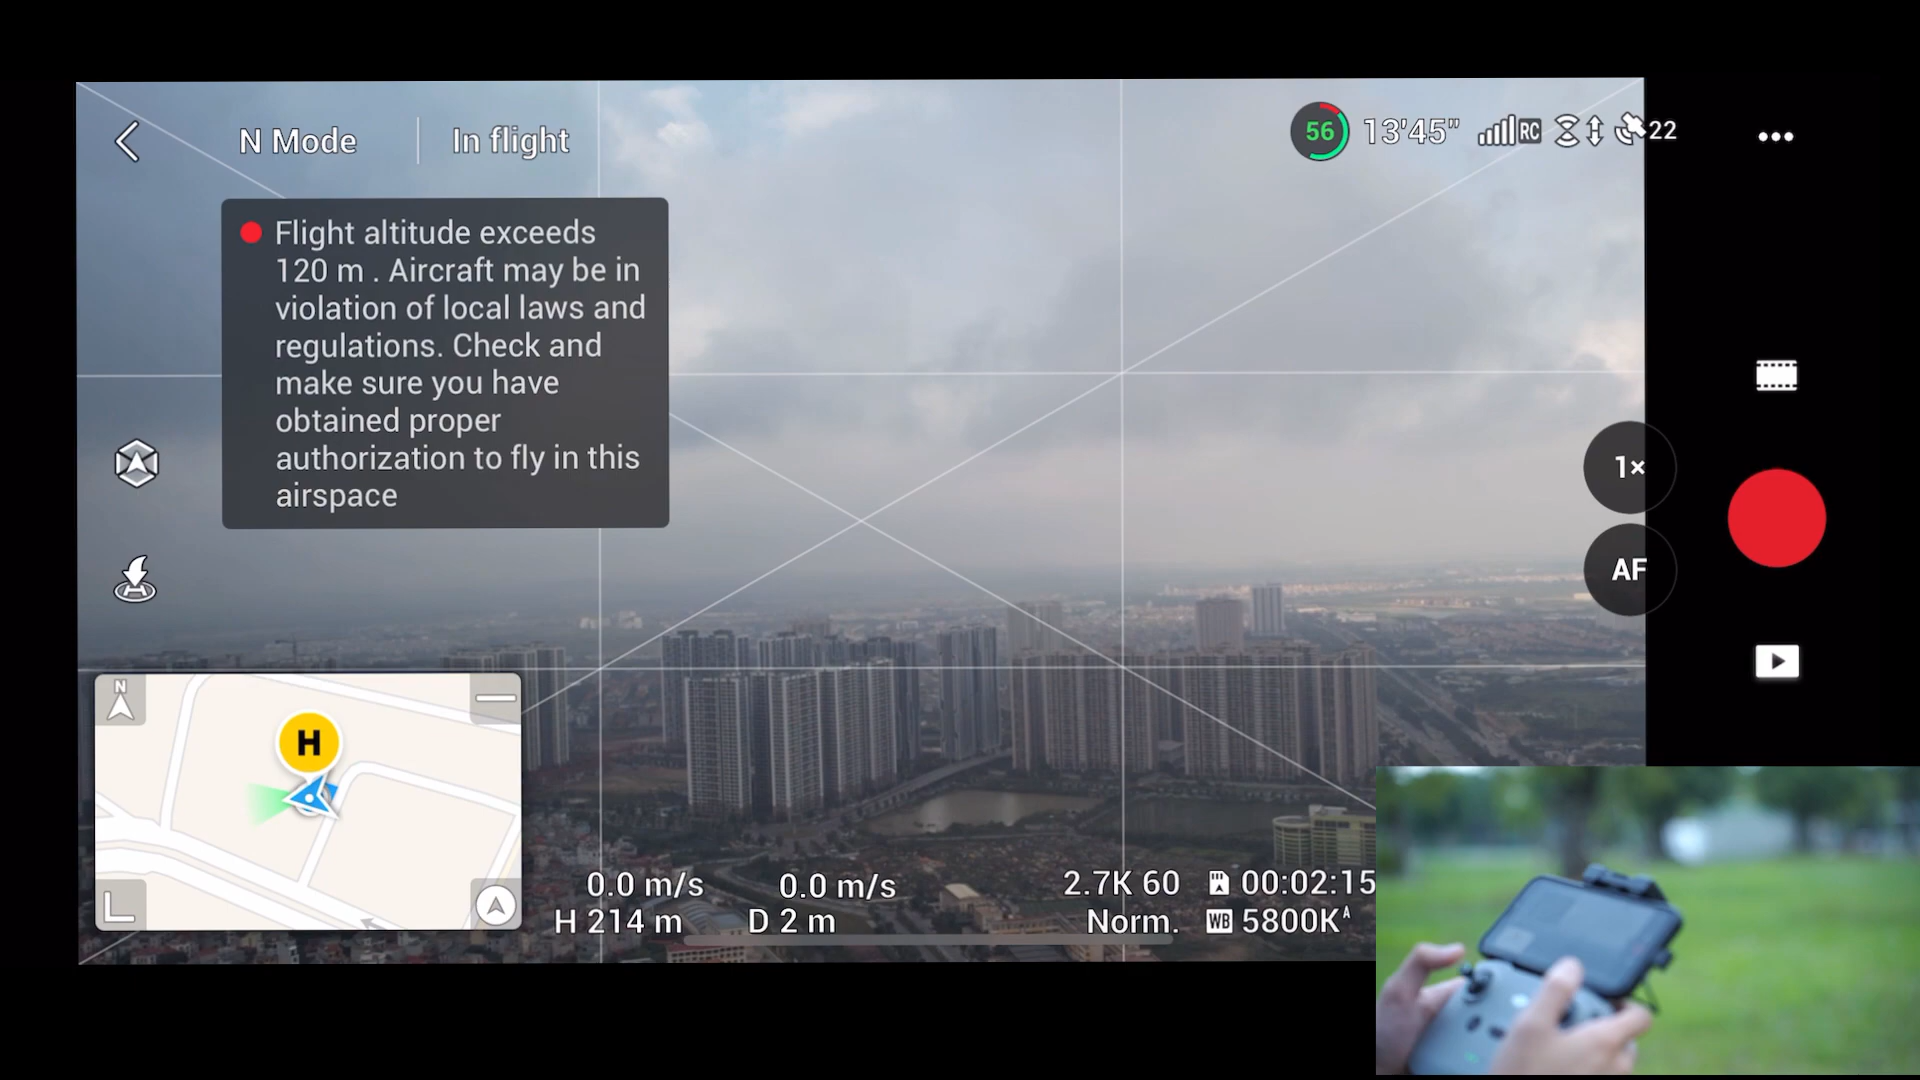 N Mode
In flight
56
13'45"
RC
22
Flight altitude exceeds
120 m . Aircraft may be in
violation of local laws and
regulations. Check and
make sure you have
obtained proper
authorization to fly in this
airspace
1×
AF
N
H
0.0 m/s
0.0 m/s
2.7K 60
00:02:15
H 214 m
D 2 m
Norm.
WB 5800K A